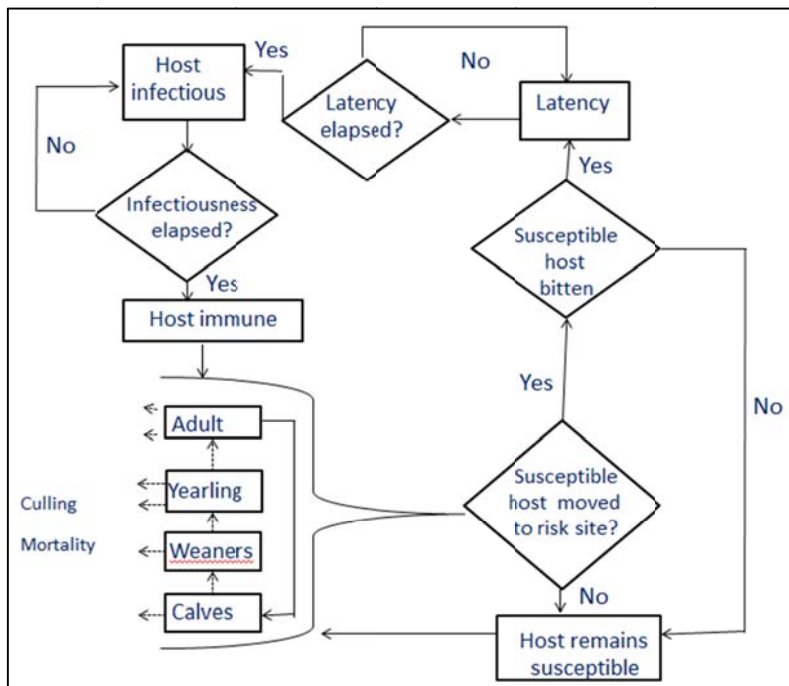 Host
infectious
Yes
No
Latency
elapsed?
Latency
No
Infectiousness
elapsed?
Yes
Susceptible
host
bitten
Yes
Host immune
Yes
No
Adult
Yearling
Weaners
Calves
Culling
Mortality
Susceptible
host moved
to risk site?
No
Host remains
susceptible